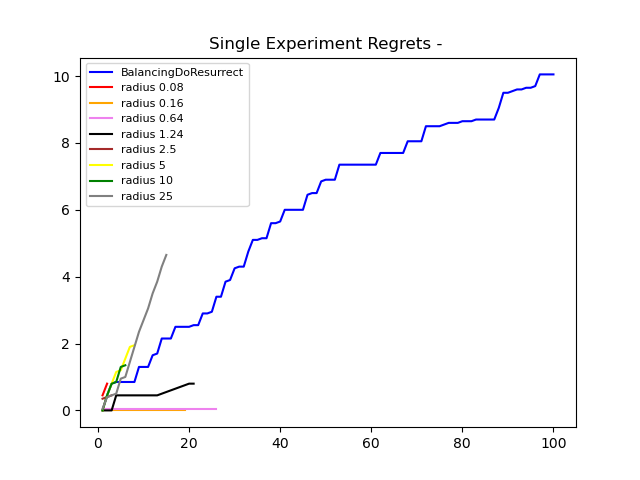 Single Experiment Regrets -
BalancingDoResurrect
radius 0.08
radius 0.16
radius 0.64
radius 1.24
radius 2.5
radius 5
radius 10
radius 25
10
8
6
4
2
0
0 20 40 60 80 100